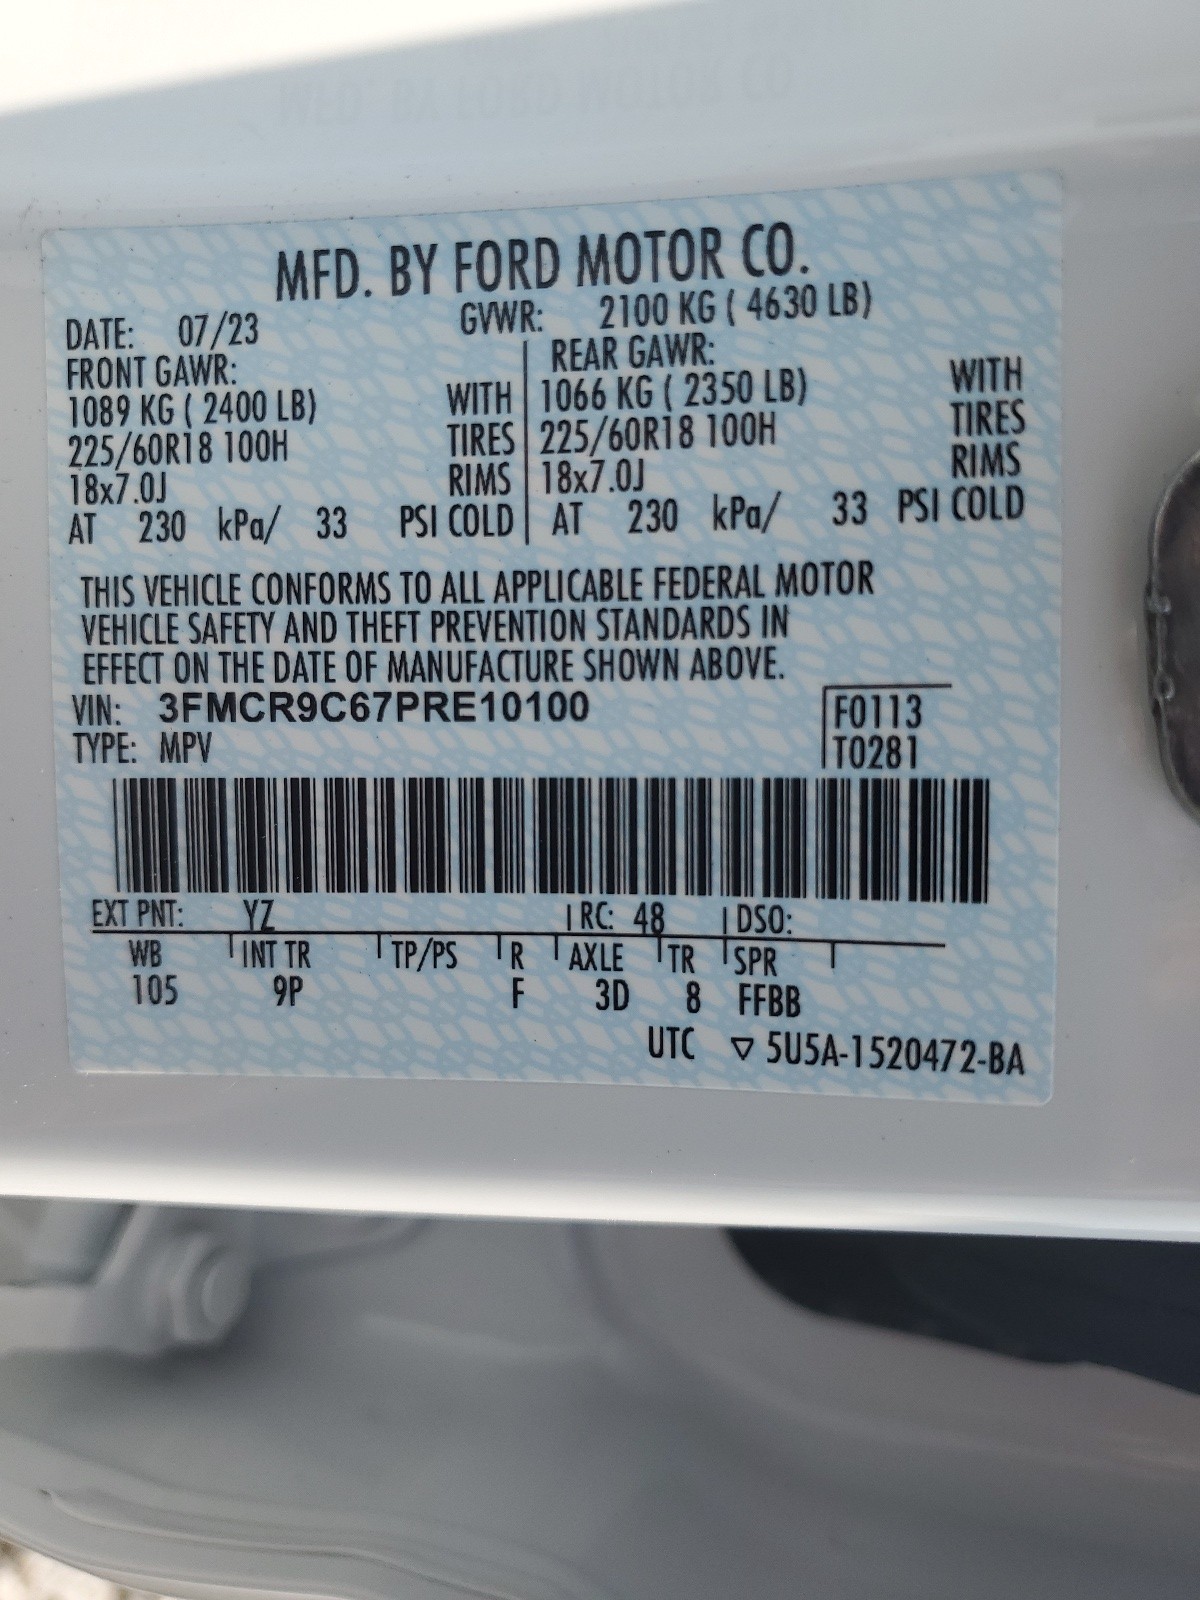 MFD. BY FORD MOTOR CO.
DATE: 07/23 GVWR: 2100 KG ( 4630 LB)
FRONT GAWR: REAR GAWR:
1089 KG ( 2400 LB) WITH 1066 KG ( 2350 LB) WITH
225/60R18 100H TIRES 225/60R18 100H TIRES
18x7.0J RIMS 18x7.0J RIMS
AT 230 kPa/ 33 PSI COLD AT 230 kPa/ 33 PSI COLD
THIS VEHICLE CONFORMS TO ALL APPLICABLE FEDERAL MOTOR
VEHICLE SAFETY AND THEFT PREVENTION STANDARDS IN
EFFECT ON THE DATE OF MANUFACTURE SHOWN ABOVE.
VIN: 3FMCR9C67PRE10100 F0113
TYPE: MPV T0281
EXT PNT: YZ RC: 48 DSO:
WB INT TR TP/PS R AXLE TR SPR
105 9P F 3D 8 FFBB
UTC ▽ 5U5A-1520472-BA